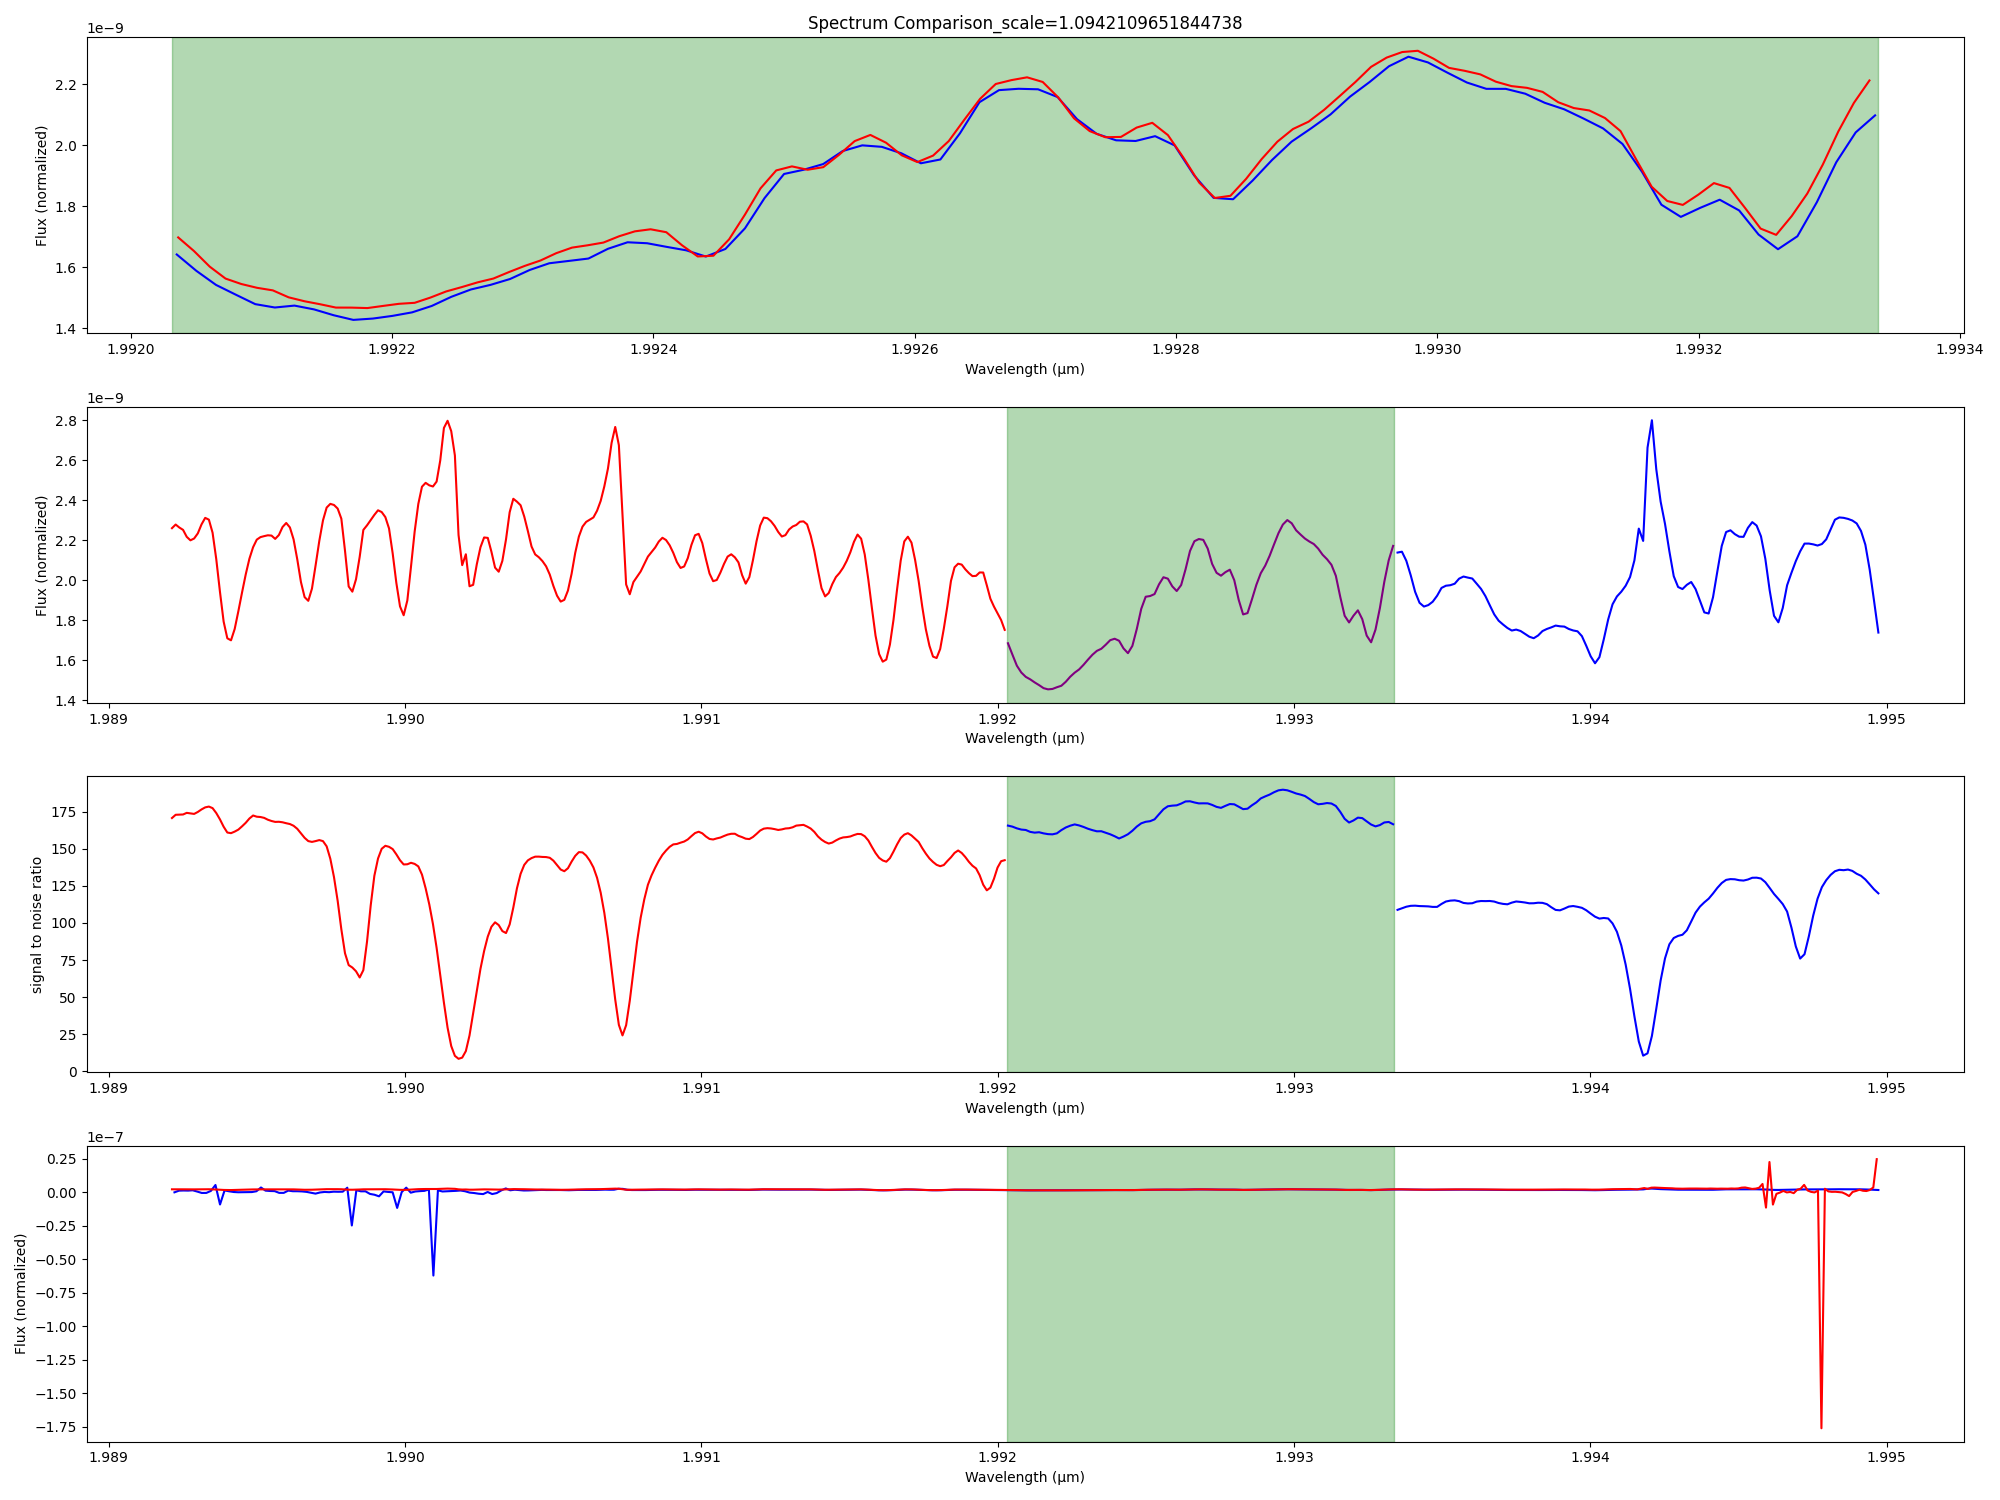 Spectrum Comparison_scale=1.0942109651844738
1e−9
2.2
2.0
1.8
1.6
1.4
Flux (normalized)
1.9920 1.9922 1.9924 1.9926 1.9928 1.9930 1.9932 1.9934
Wavelength (μm)
1e−9
2.8
2.6
2.4
2.2
2.0
1.8
1.6
1.4
Flux (normalized)
1.989 1.990 1.991 1.992 1.993 1.994 1.995
Wavelength (μm)
175
150
125
100
75
50
25
0
signal to noise ratio
1.989 1.990 1.991 1.992 1.993 1.994 1.995
Wavelength (μm)
1e−7
0.25
0.00
−0.25
−0.50
−0.75
−1.00
−1.25
−1.50
−1.75
Flux (normalized)
1.989 1.990 1.991 1.992 1.993 1.994 1.995
Wavelength (μm)